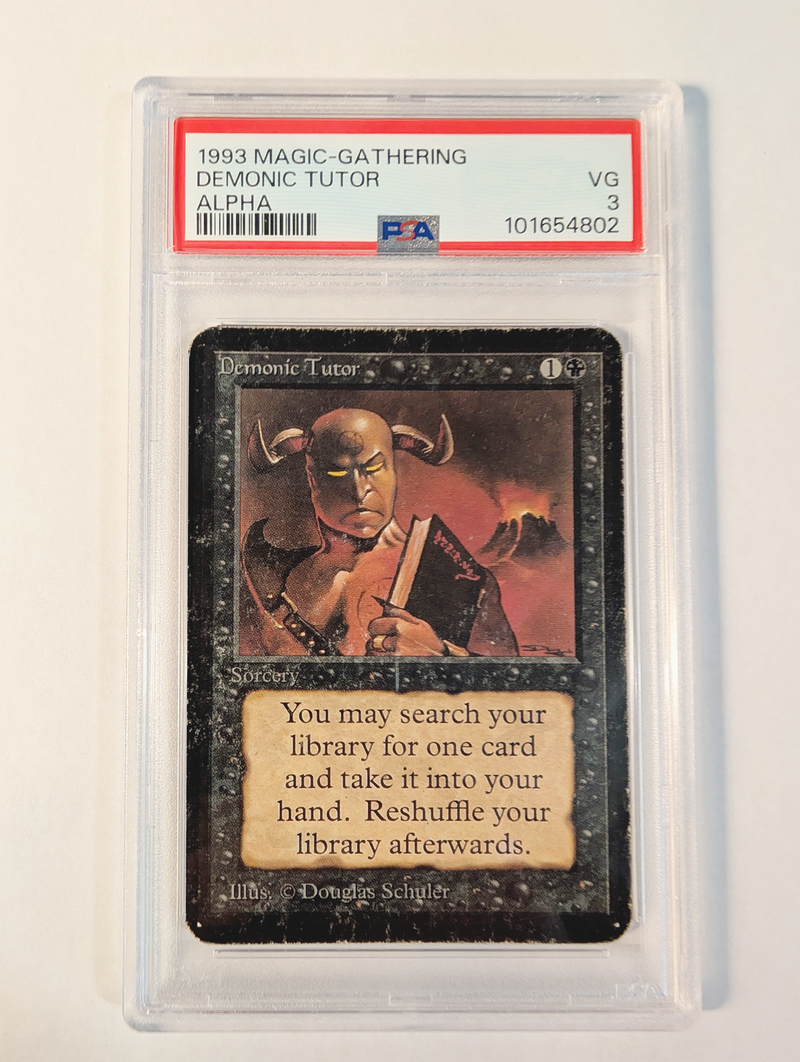 1993 MAGIC-GATHERING
DEMONIC TUTOR VG
ALPHA 3
PSA 101654802
Demonic Tutor 1
Sorcery
You may search your
library for one card
and take it into your
hand. Reshuffle your
library afterwards.
Illus. © Douglas Schuler